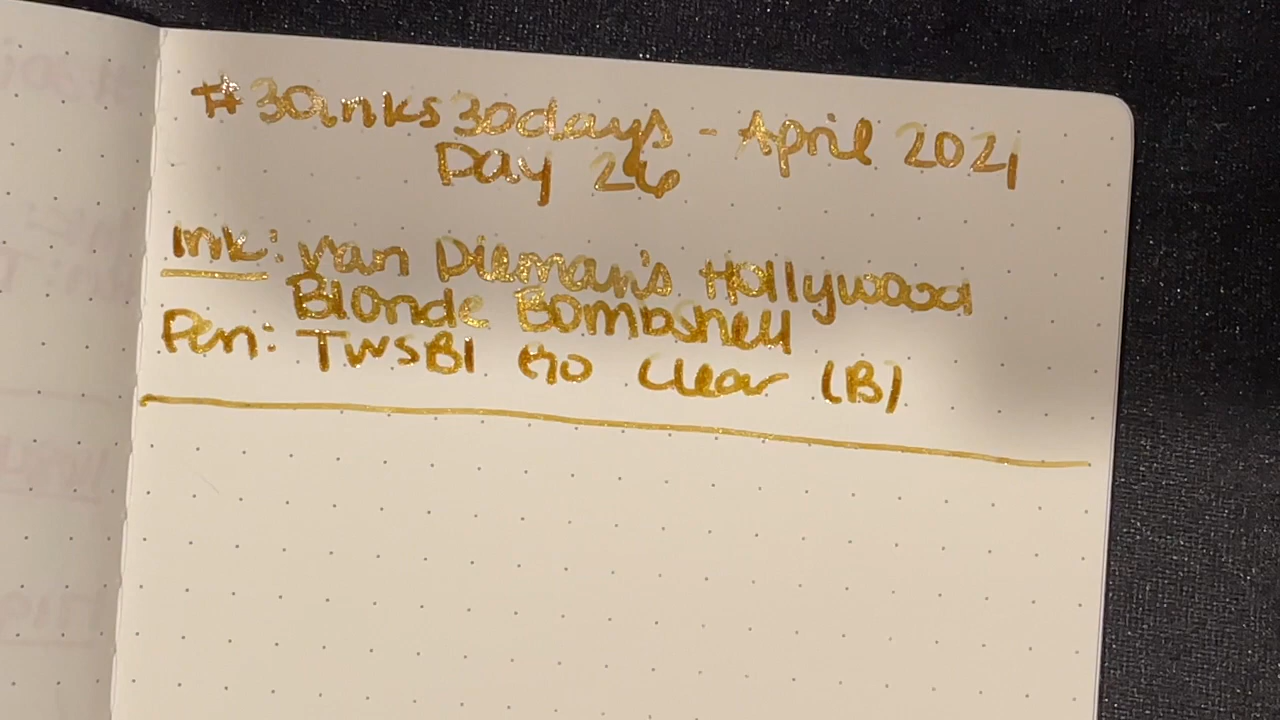 #30inks30days - April 2021
Day 26
Ink: Van Dieman's Hollywood
Blonde Bombshell
Pen: TWSBI GO Clear (B)